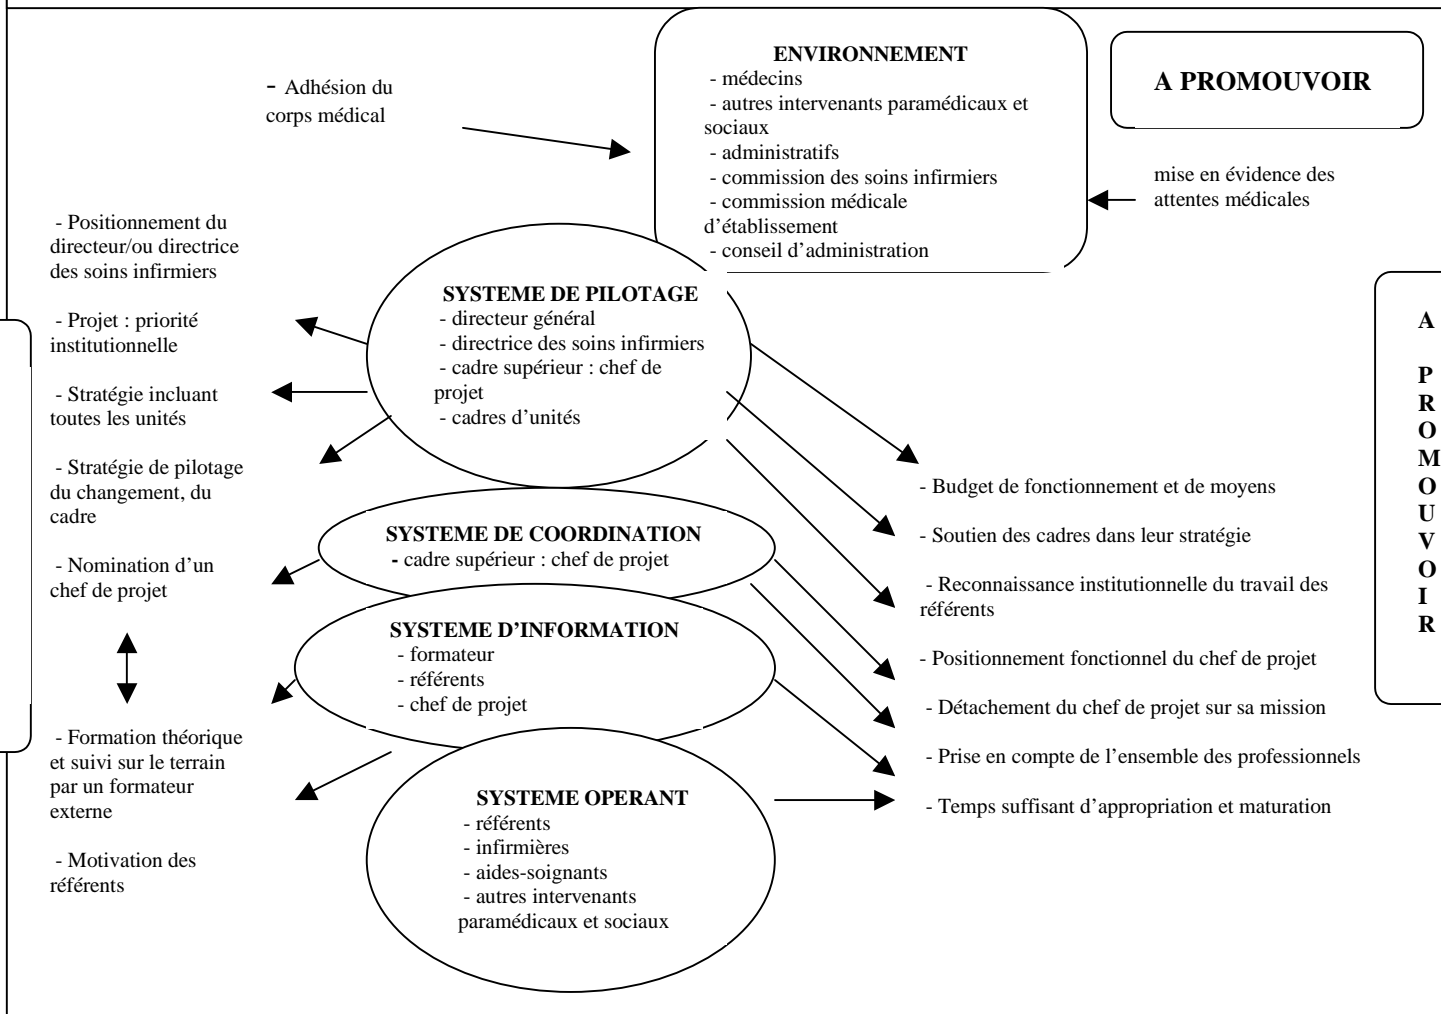 ENVIRONNEMENT
- médecins
- autres intervenants paramédicaux et
sociaux
- administratifs
- commission des soins infirmiers
- commission médicale
d’établissement
- conseil d’administration
A PROMOUVOIR
- Adhésion du
corps médical
mise en évidence des
attentes médicales
- Positionnement du
directeur/ou directrice
des soins infirmiers
- Projet : priorité
institutionnelle
- Stratégie incluant
toutes les unités
- Stratégie de pilotage
du changement, du
cadre
- Nomination d’un
chef de projet
- Formation théorique
et suivi sur le terrain
par un formateur
externe
- Motivation des
référents
SYSTEME DE PILOTAGE
- directeur général
- directrice des soins infirmiers
- cadre supérieur : chef de
projet
- cadres d’unités
SYSTEME DE COORDINATION
- cadre supérieur : chef de projet
SYSTEME D’INFORMATION
- formateur
- référents
- chef de projet
SYSTEME OPERANT
- référents
- infirmières
- aides-soignants
- autres intervenants
paramédicaux et sociaux
- Budget de fonctionnement et de moyens
- Soutien des cadres dans leur stratégie
- Reconnaissance institutionnelle du travail des
référents
- Positionnement fonctionnel du chef de projet
- Détachement du chef de projet sur sa mission
- Prise en compte de l’ensemble des professionnels
- Temps suffisant d’appropriation et maturation
A
P
R
O
M
O
U
V
O
I
R